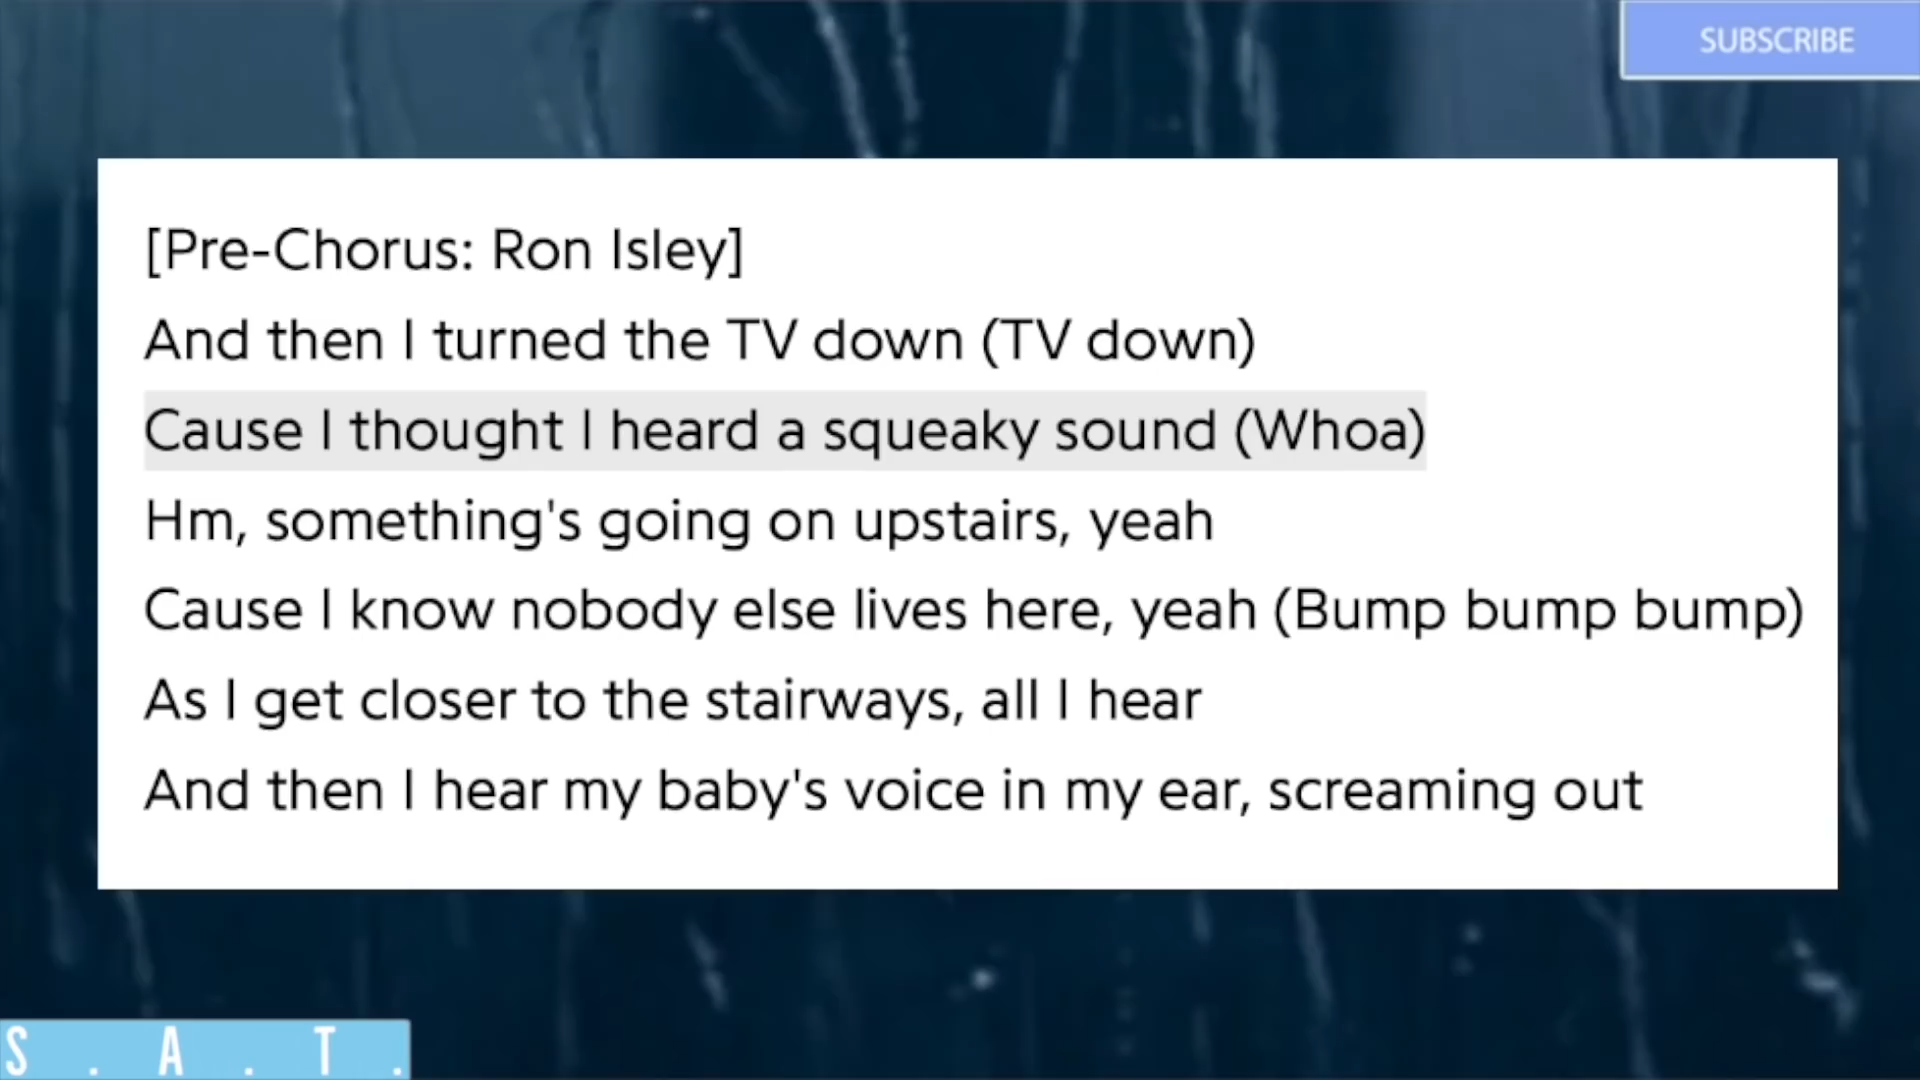 SUBSCRIBE
[Pre-Chorus: Ron Isley]
And then I turned the TV down (TV down)
Cause I thought I heard a squeaky sound (Whoa)
Hm, something's going on upstairs, yeah
Cause I know nobody else lives here, yeah (Bump bump bump)
As I get closer to the stairways, all I hear
And then I hear my baby's voice in my ear, screaming out
S . A . T .